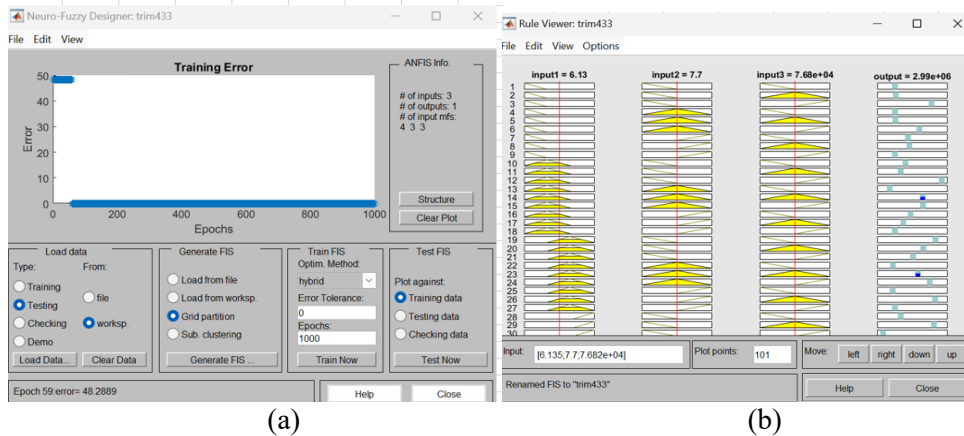 Neuro-Fuzzy Designer: trim433
File Edit View
Training Error
50
40
30
20
10
0
Error
0 200 400 600 800 1000
Epochs
ANFIS Info.
# of inputs: 3
# of outputs: 1
# of input mfs:
4 3 3
Structure
Clear Plot
Load data
Type: From:
Training
Testing
Checking
Demo
file
worksp.
Load Data... Clear Data
Generate FIS
Load from file
Load from worksp.
Grid partition
Sub. clustering
Generate FIS ...
Train FIS
Optim. Method:
hybrid
Error Tolerance:
0
Epochs:
1000
Train Now
Test FIS
Plot against:
Training data
Testing data
Checking data
Test Now
Epoch 59:error= 48.2889
Help Close
(a)
Rule Viewer: trim433
File Edit View Options
input1 = 6.13 input2 = 7.7 input3 = 7.68e+04 output = 2.99e+06
1
2
3
4
5
6
7
8
9
10
11
12
13
14
15
16
17
18
19
20
21
22
23
24
25
26
27
28
29
30
Input: [6.135;7.7;7.682e+04] Plot points: 101 Move: left right down up
Renamed FIS to "trim433"
Help Close
(b)